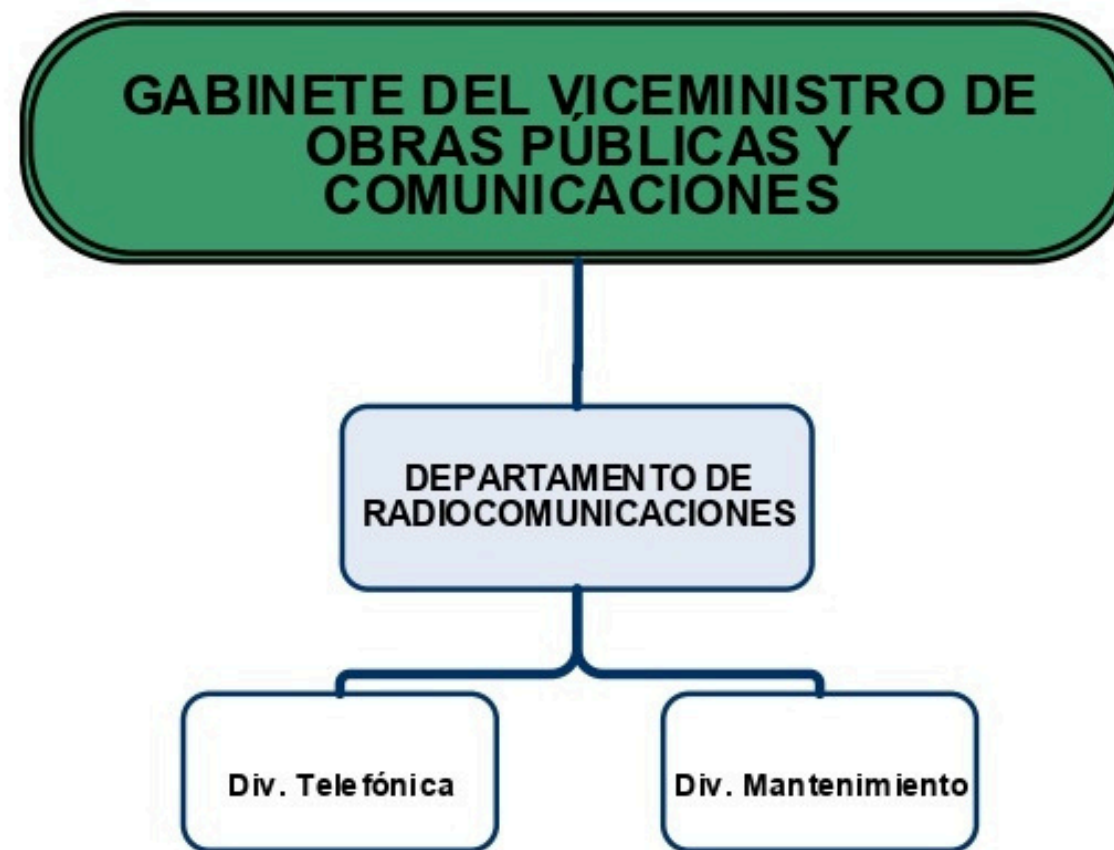 GABINETE DEL VICEMINISTRO DE
OBRAS PÚBLICAS Y
COMUNICACIONES
DEPARTAMENTO DE
RADIOCOMUNICACIONES
Div. Telefónica
Div. Mantenimiento